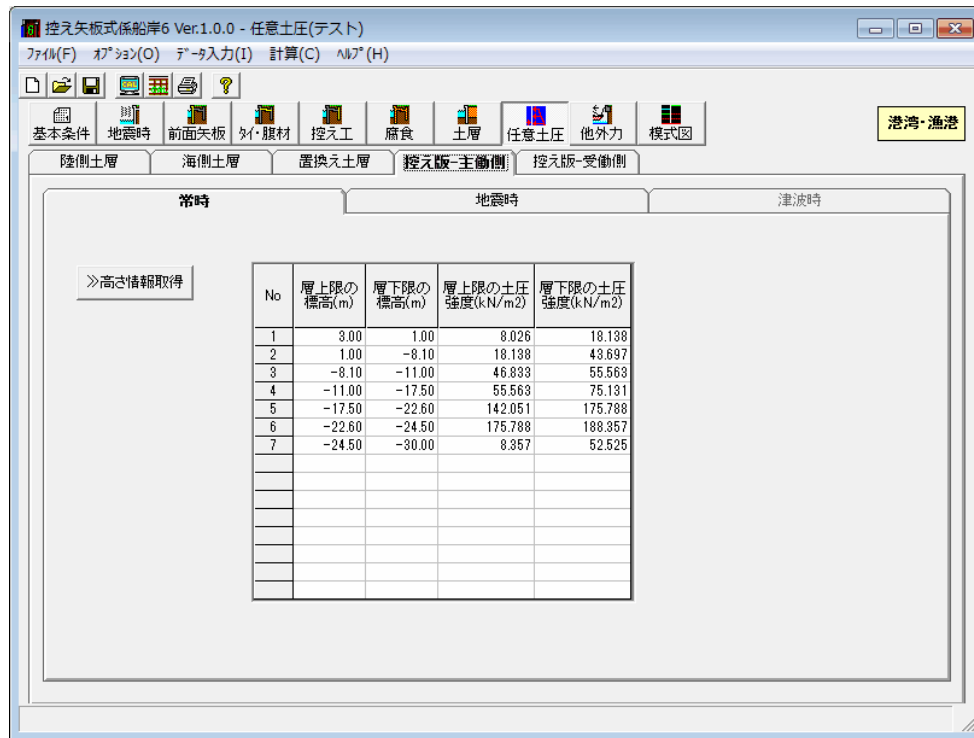 控え矢板式係船岸6 Ver.1.0.0 - 任意土圧(テスト)
ﾌｧｲﾙ(F) ｵﾌﾟｼｮﾝ(O) ﾃﾞｰﾀ入力(I) 計算(C) ﾍﾙﾌﾟ(H)
基本条件 地震時 前面矢板 ﾀｲ・腹材 控え工 腐食 土層 任意土圧 他外力 模式図 港湾・漁港
陸側土層 海側土層 置換え土層 控え版-主働側 控え版-受働側
常時 地震時 津波時
≫高さ情報取得
No 層上限の標高(m) 層下限の標高(m) 層上限の土圧強度(kN/m2) 層下限の土圧強度(kN/m2)
1 3.00 1.00 8.026 18.138
2 1.00 -8.10 18.138 43.697
3 -8.10 -11.00 46.833 55.563
4 -11.00 -17.50 55.563 75.131
5 -17.50 -22.60 142.051 175.788
6 -22.60 -24.50 175.788 188.357
7 -24.50 -30.00 8.357 52.525